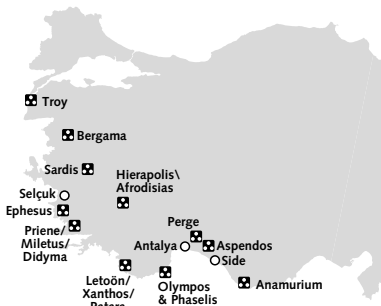 Troy
Bergama
Sardis
Hierapolis\
Afrodisias
Selçuk
Ephesus
Priene/
Miletus/
Didyma
Perge
Antalya
Aspendos
Side
Letoön/
Xanthos/
Patara
Olympos
& Phaselis
Anamurium